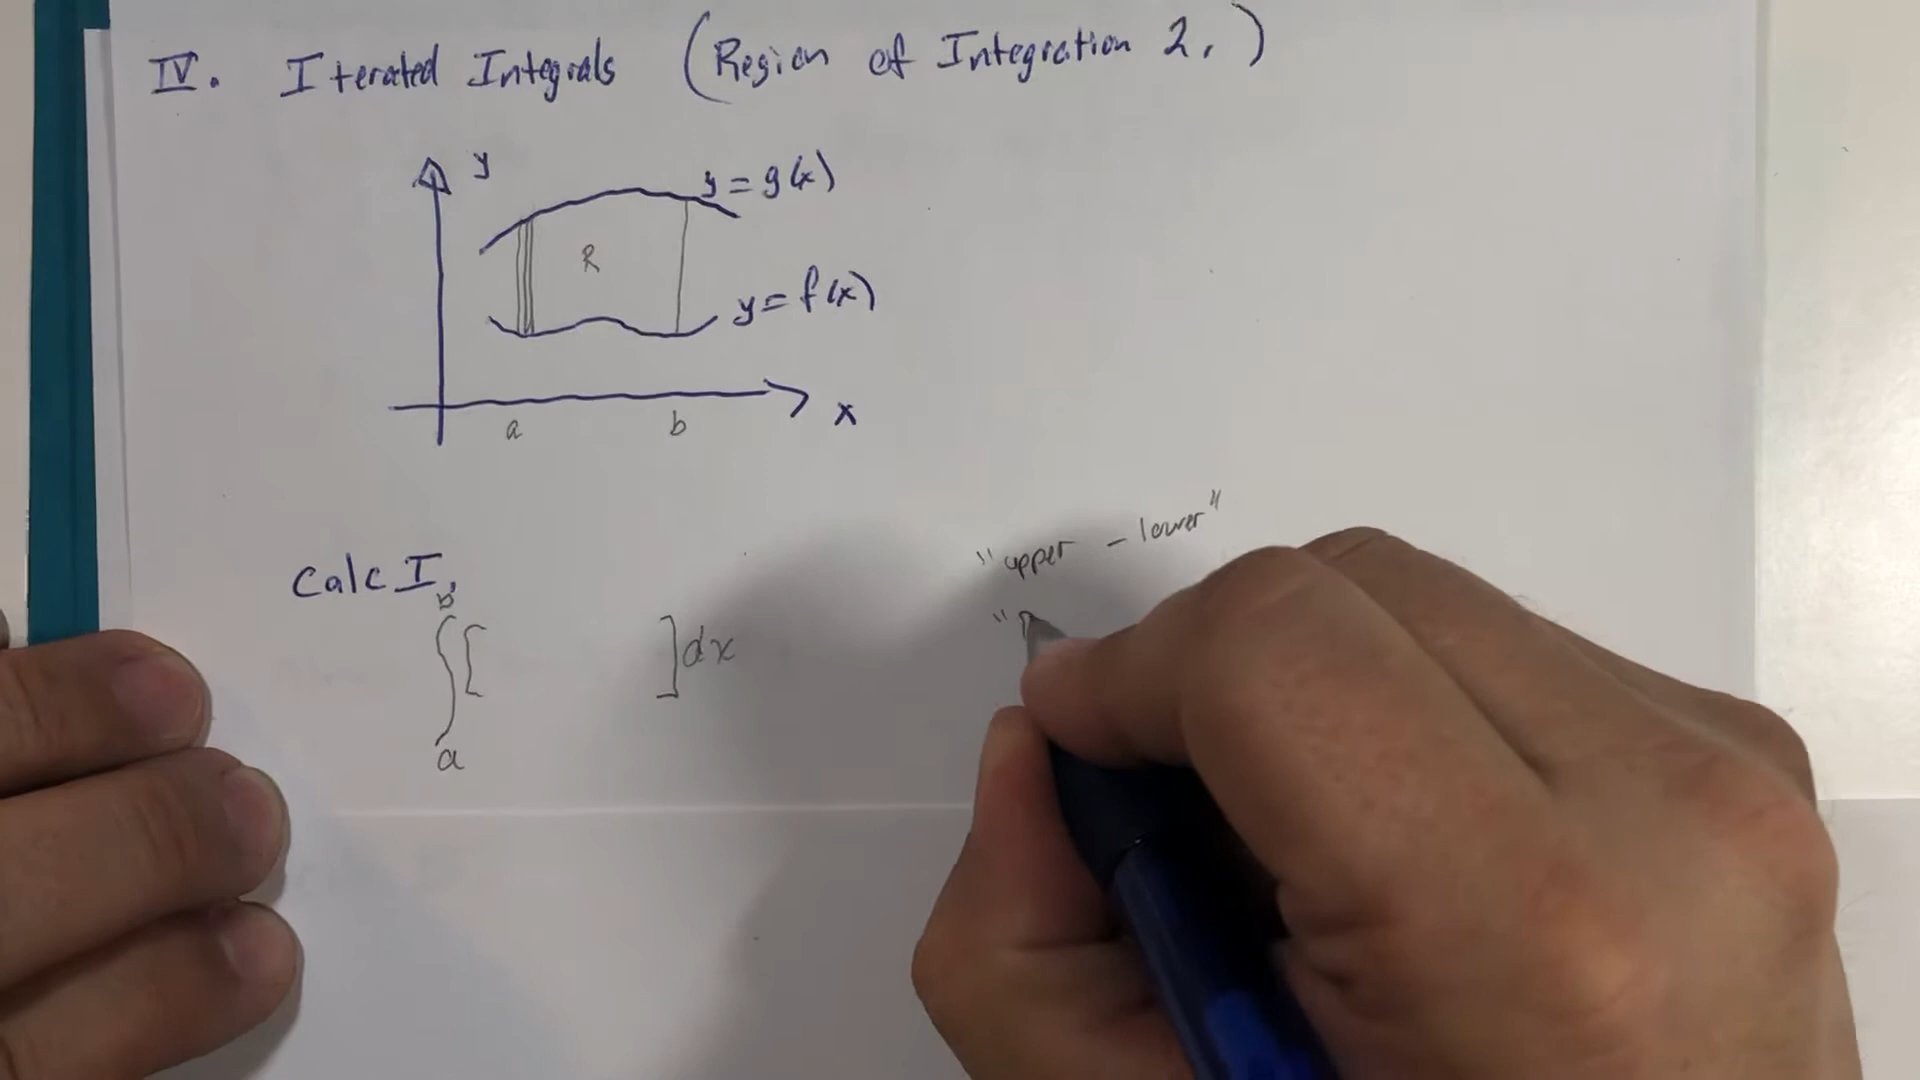 IV. Iterated Integrals (Region of Integration 2.)
y
y = g(x)
R
y = f(x)
x
a b
Calc I,
"upper - lower"
b
∫[ ]dx "
a